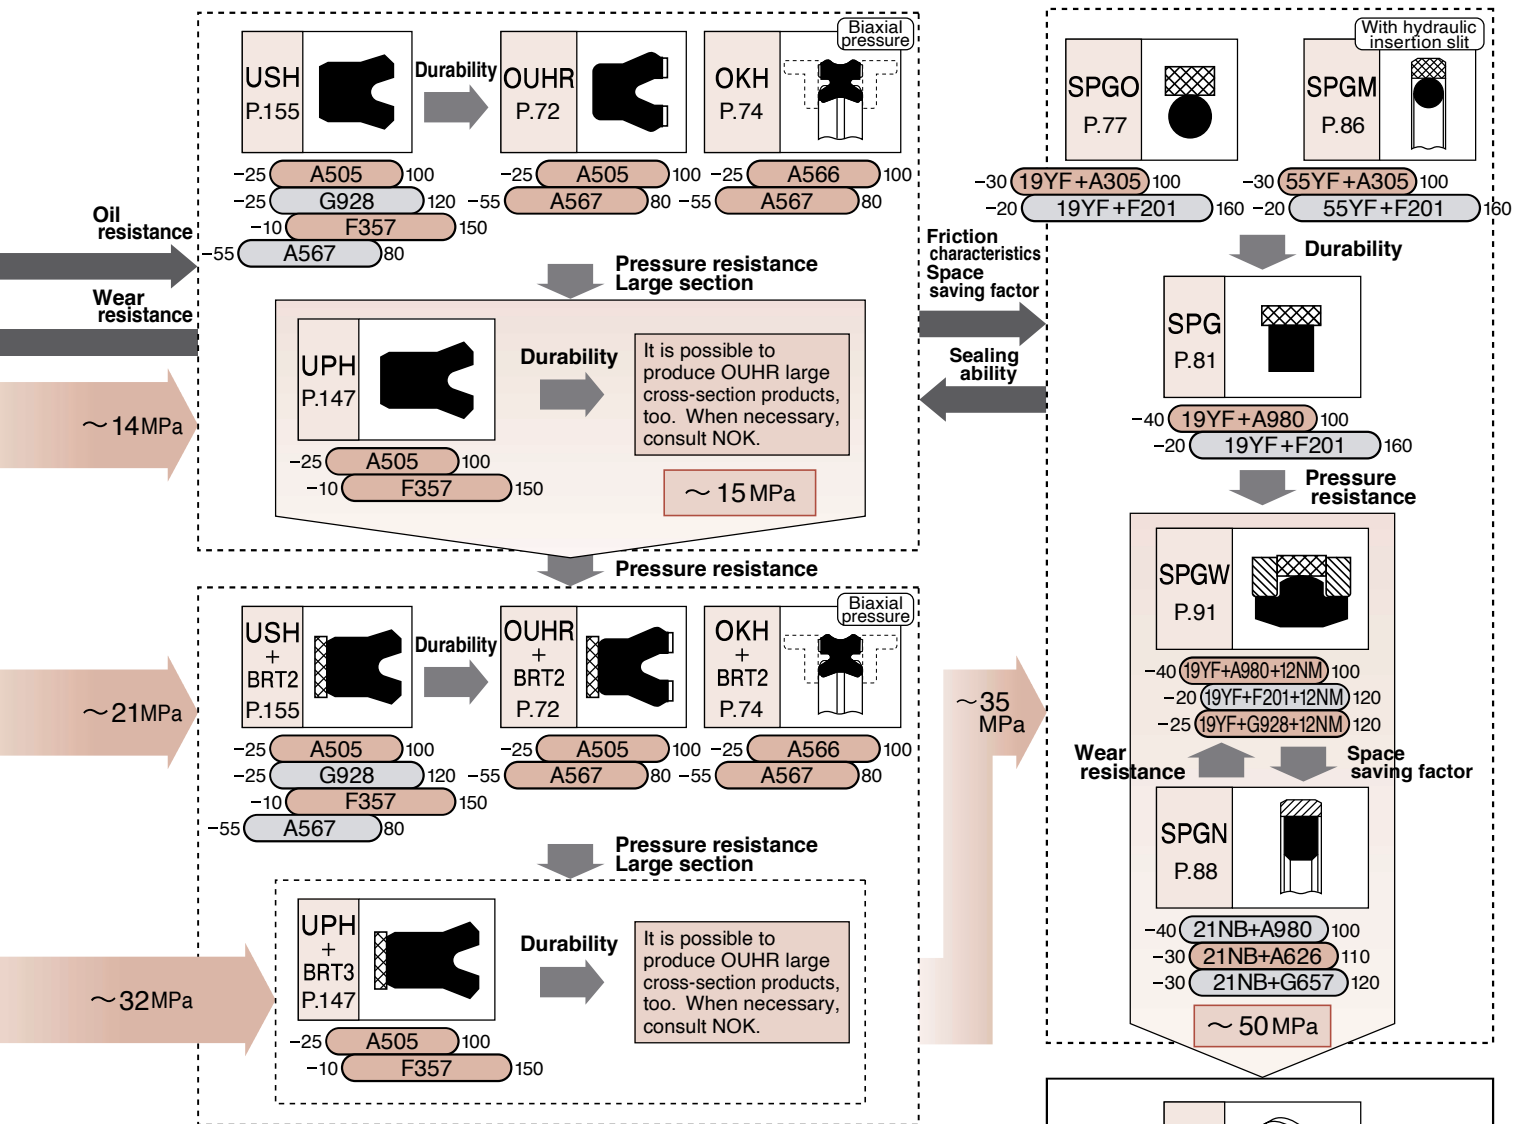 Oil
resistance
Wear
resistance
～14MPa
～21MPa
～32MPa
Biaxial
pressure
USH
P.155
Durability
OUHR
P.72
OKH
P.74
−25 A505 100
−25 G928 120
−10 F357 150
−55 A567 80
−25 A505 100
−55 A567 80
−25 A566 100
−55 A567 80
Pressure resistance
Large section
UPH
P.147
Durability
It is possible to
produce OUHR large
cross-section products,
too. When necessary,
consult NOK.
−25 A505 100
−10 F357 150
～15MPa
Pressure resistance
Biaxial
pressure
USH
+
BRT2
P.155
Durability
OUHR
+
BRT2
P.72
OKH
+
BRT2
P.74
−25 A505 100
−25 G928 120
−10 F357 150
−55 A567 80
−25 A505 100
−55 A567 80
−25 A566 100
−55 A567 80
Pressure resistance
Large section
UPH
+
BRT3
P.147
Durability
It is possible to
produce OUHR large
cross-section products,
too. When necessary,
consult NOK.
−25 A505 100
−10 F357 150
Friction
characteristics
Space
saving factor
Sealing
ability
～35
MPa
With hydraulic
insertion slit
SPGO
P.77
SPGM
P.86
−30 19YF+A305 100
−20 19YF+F201 160
−30 55YF+A305 100
−20 55YF+F201 160
Durability
SPG
P.81
−40 19YF+A980 100
−20 19YF+F201 160
Pressure
resistance
SPGW
P.91
−40 19YF+A980+12NM 100
−20 19YF+F201+12NM 120
−25 19YF+G928+12NM 120
Wear
resistance
Space
saving factor
SPGN
P.88
−40 21NB+A980 100
−30 21NB+A626 110
−30 21NB+G657 120
～50MPa